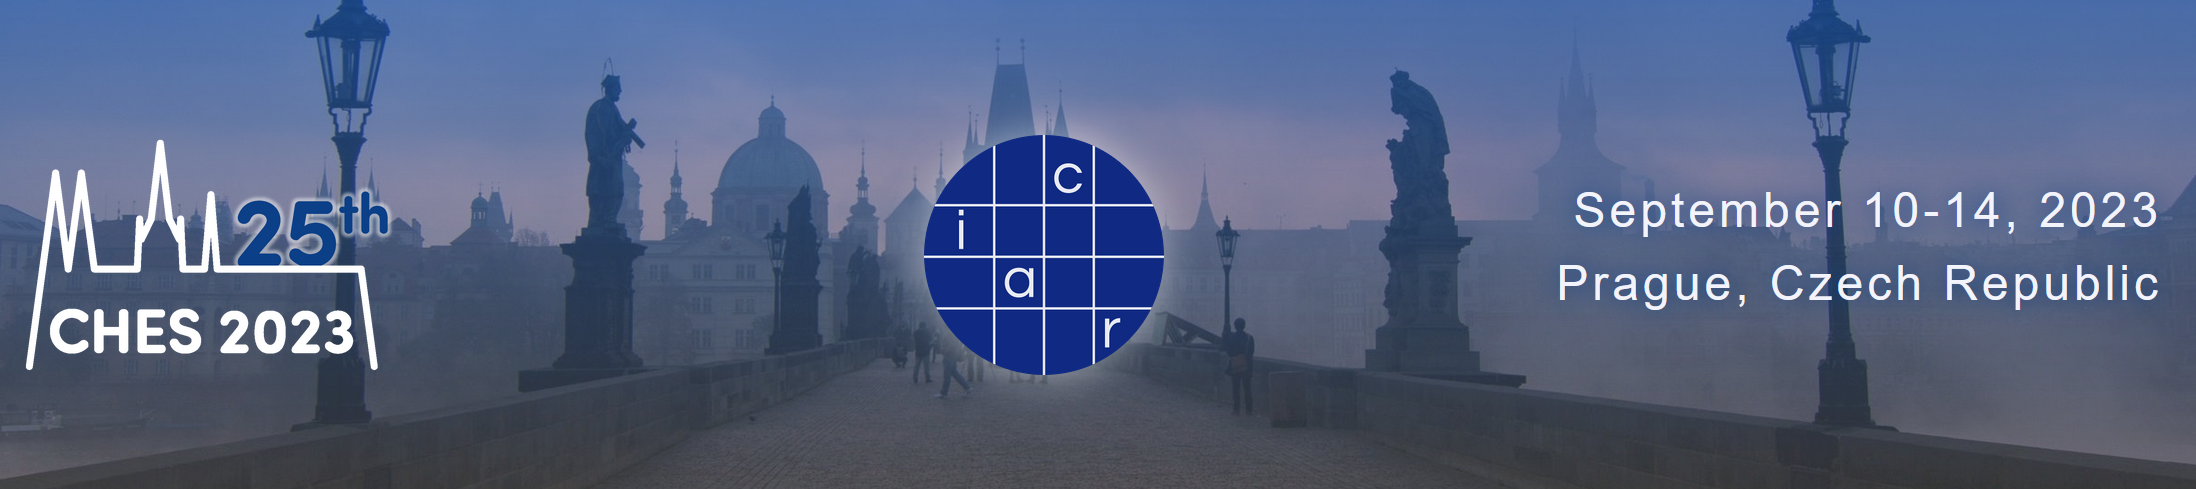 25th
CHES 2023
c
i
a
r
September 10-14, 2023
Prague, Czech Republic